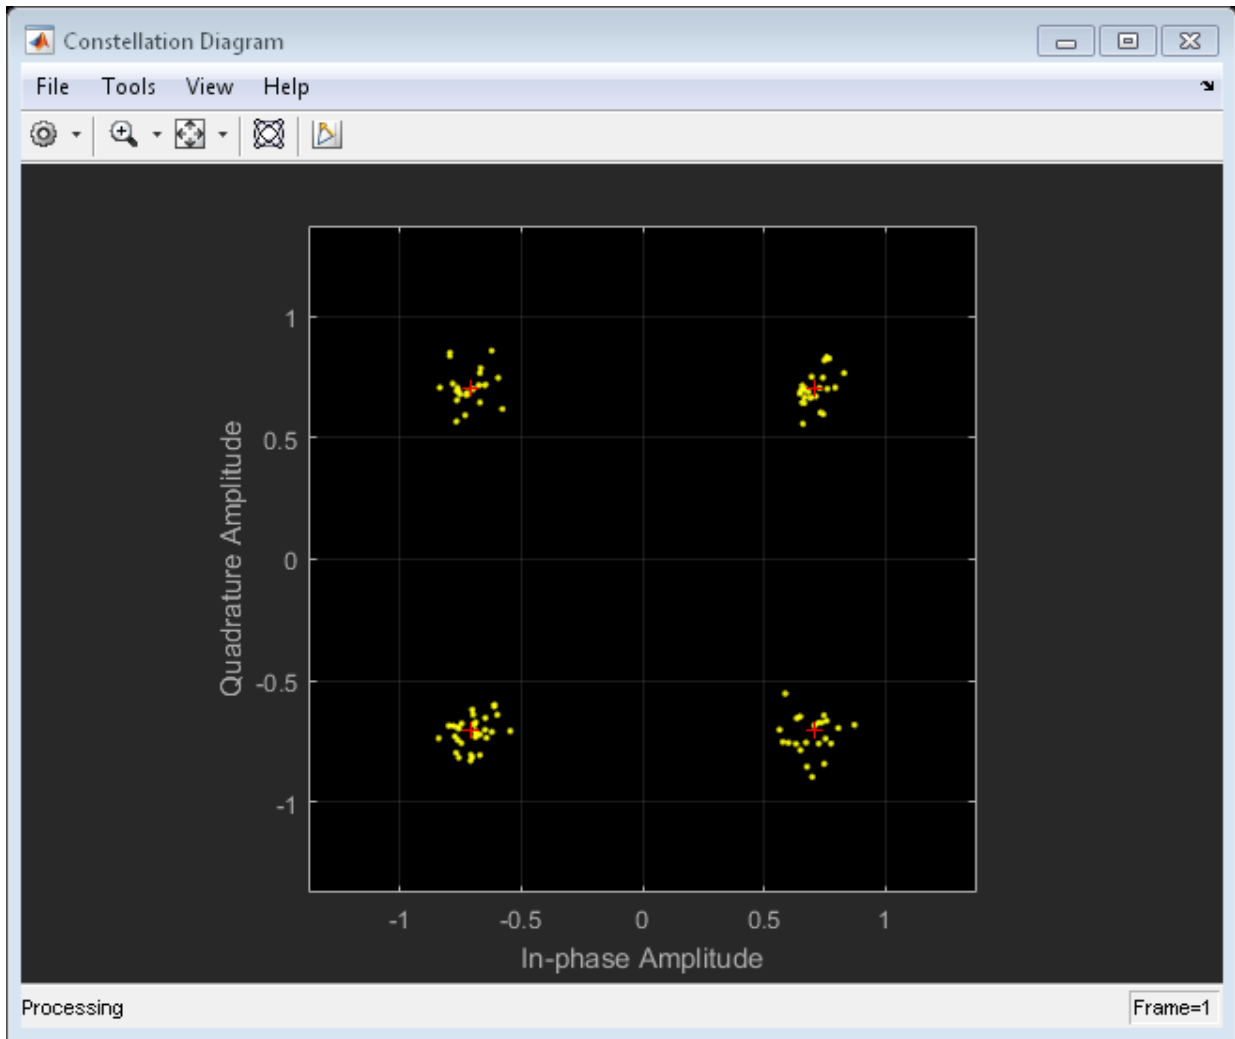 Constellation Diagram
File Tools View Help
1
0.5
0
-0.5
-1
Quadrature Amplitude
-1 -0.5 0 0.5 1
In-phase Amplitude
Processing Frame=1